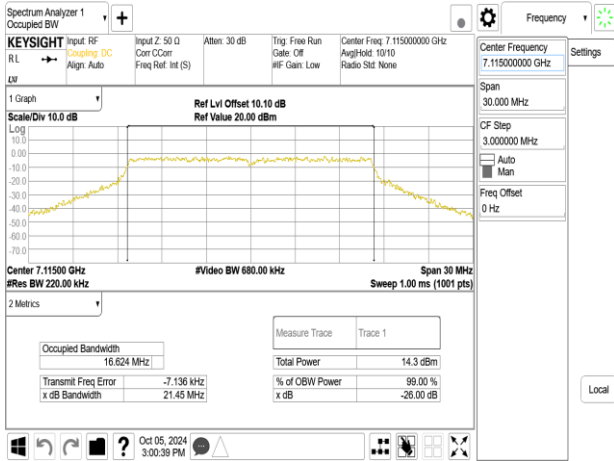 Spectrum Analyzer 1
Occupied BW
KEYSIGHT
RL
Input: RF
Coupling: DC
Align: Auto
Input Z: 50 Ω
Corr CCorr
Freq Ref: Int (S)
Atten: 30 dB
Trig: Free Run
Gate: Off
#IF Gain: Low
Center Freq: 7.115000000 GHz
Avg|Hold: 10/10
Radio Std: None
1 Graph
Scale/Div 10.0 dB
Ref Lvl Offset 10.10 dB
Ref Value 20.00 dBm
Log
10.0
0.00
-10.0
-20.0
-30.0
-40.0
-50.0
-60.0
-70.0
Center 7.11500 GHz
#Res BW 220.00 kHz
#Video BW 680.00 kHz
Span 30 MHz
Sweep 1.00 ms (1001 pts)
2 Metrics
Measure Trace Trace 1
Occupied Bandwidth
16.624 MHz
Total Power 14.3 dBm
Transmit Freq Error -7.136 kHz
% of OBW Power 99.00 %
x dB Bandwidth 21.45 MHz
x dB -26.00 dB
Oct 05, 2024
3:00:39 PM
?
Frequency
Settings
Center Frequency
7.115000000 GHz
Span
30.000 MHz
CF Step
3.000000 MHz
Auto
Man
Freq Offset
0 Hz
Local